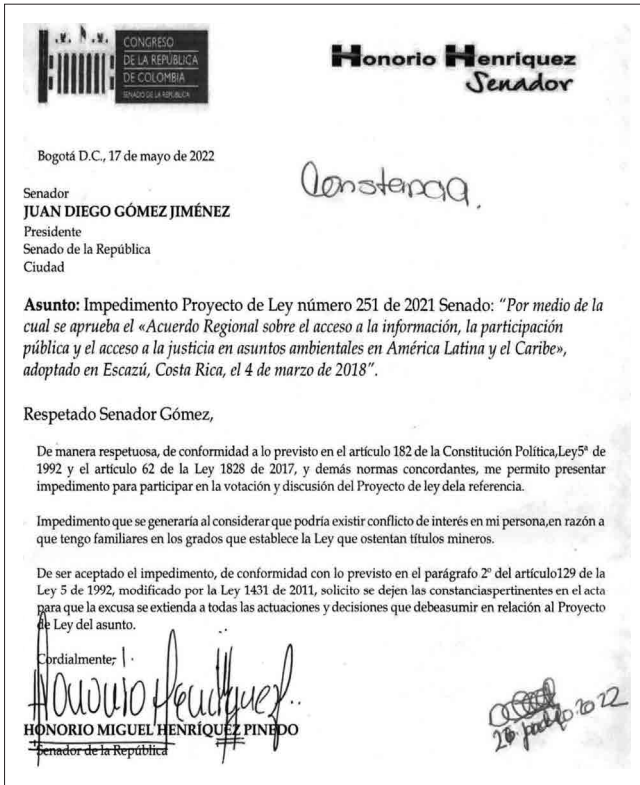 CONGRESO
DE LA REPÚBLICA
DE COLOMBIA
SENADO DE LA REPÚBLICA
Honorio Henriquez
Senador
Bogotá D.C., 17 de mayo de 2022
Constancia.
Senador
JUAN DIEGO GÓMEZ JIMÉNEZ
Presidente
Senado de la República
Ciudad
Asunto: Impedimento Proyecto de Ley número 251 de 2021 Senado: “Por medio de la
cual se aprueba el «Acuerdo Regional sobre el acceso a la información, la participación
pública y el acceso a la justicia en asuntos ambientales en América Latina y el Caribe»,
adoptado en Escazú, Costa Rica, el 4 de marzo de 2018”.
Respetado Senador Gómez,
De manera respetuosa, de conformidad a lo previsto en el artículo 182 de la Constitución Política,Ley5ª de
1992 y el artículo 62 de la Ley 1828 de 2017, y demás normas concordantes, me permito presentar
impedimento para participar en la votación y discusión del Proyecto de ley dela referencia.
Impedimento que se generaría al considerar que podría existir conflicto de interés en mi persona,en razón a
que tengo familiares en los grados que establece la Ley que ostentan títulos mineros.
De ser aceptado el impedimento, de conformidad con lo previsto en el parágrafo 2º del artículo129 de la
Ley 5 de 1992, modificado por la Ley 1431 de 2011, solicito se dejen las constanciaspertinentes en el acta
para que la excusa se extienda a todas las actuaciones y decisiones que debeasumir en relación al Proyecto
de Ley del asunto.
Cordialmente,
Honorio Henríquez
HONORIO MIGUEL HENRÍQUEZ PINEDO
Senador de la República
2022